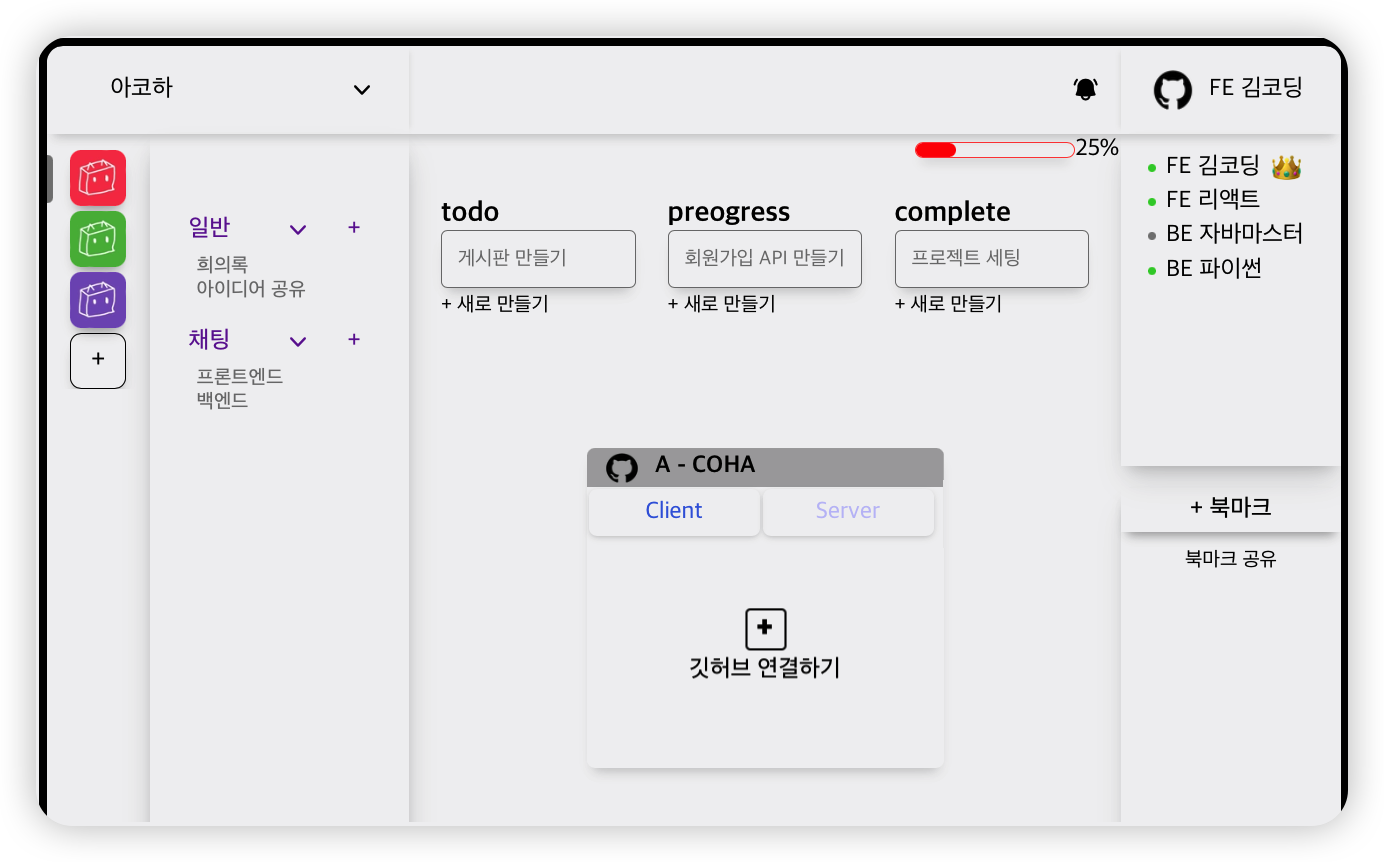 아코하
FE 김코딩
25%
+
일반 +
희의록
아이디어 공유
채팅 +
프론트엔드
백엔드
todo
게시판 만들기
+ 새로 만들기
preogress
회원가입 API 만들기
+ 새로 만들기
complete
프로젝트 세팅
+ 새로 만들기
A - COHA
Client
Server
+
깃허브 연결하기
FE 김코딩
FE 리액트
BE 자바마스터
BE 파이썬
+ 북마크
북마크 공유